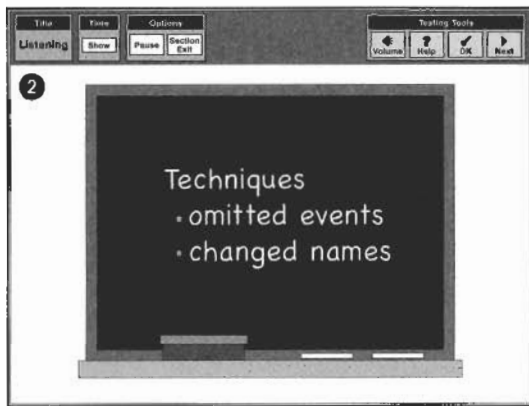 Title
Listening
Time
Show
Options
Pause
Section Exit
Testing Tools
Volume
Help
OK
Next
2
Techniques
• omitted events
• changed names